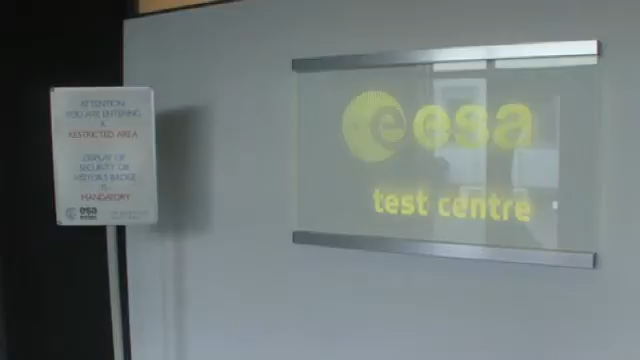 ATTENTION
YOU ARE ENTERING
A
RESTRICTED AREA
DISPLAY OF
SECURITY OR
VISITOR'S BADGE
IS
MANDATORY
esa
esa
test centre